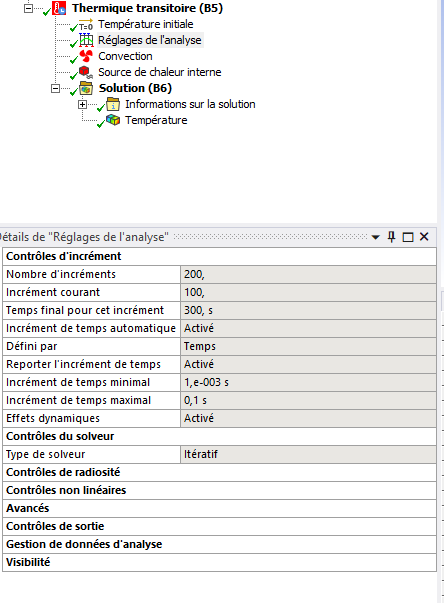 Thermique transitoire (B5)
T=0 Température initiale
Réglages de l'analyse
Convection
Source de chaleur interne
Solution (B6)
Informations sur la solution
Température
Détails de "Réglages de l'analyse"
Contrôles d'incrément
Nombre d'incréments 200,
Incrément courant 100,
Temps final pour cet incrément 300, s
Incrément de temps automatique Activé
Défini par Temps
Reporter l'incrément de temps Activé
Incrément de temps minimal 1,e-003 s
Incrément de temps maximal 0,1 s
Effets dynamiques Activé
Contrôles du solveur
Type de solveur Itératif
Contrôles de radiosité
Contrôles non linéaires
Avancés
Contrôles de sortie
Gestion de données d'analyse
Visibilité